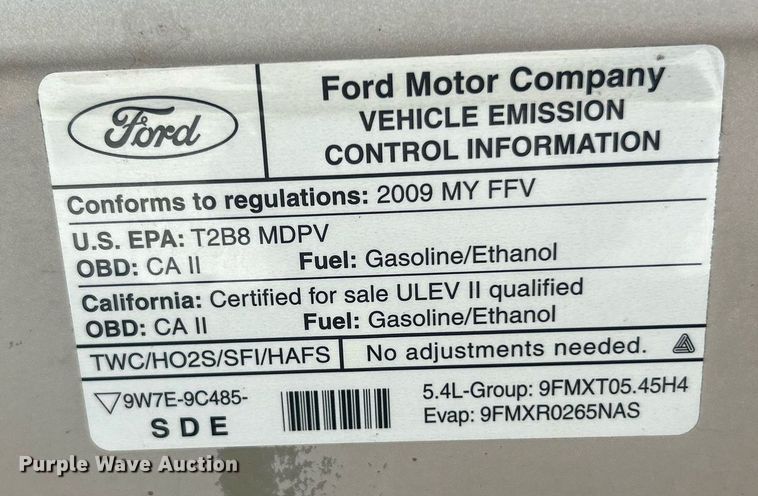 Ford
Ford Motor Company
VEHICLE EMISSION
CONTROL INFORMATION
Conforms to regulations: 2009 MY FFV
U.S. EPA: T2B8 MDPV
OBD: CA II Fuel: Gasoline/Ethanol
California: Certified for sale ULEV II qualified
OBD: CA II Fuel: Gasoline/Ethanol
TWC/HO2S/SFI/HAFS No adjustments needed.
9W7E-9C485-
S D E
5.4L-Group: 9FMXT05.45H4
Evap: 9FMXR0265NAS
Purple Wave Auction